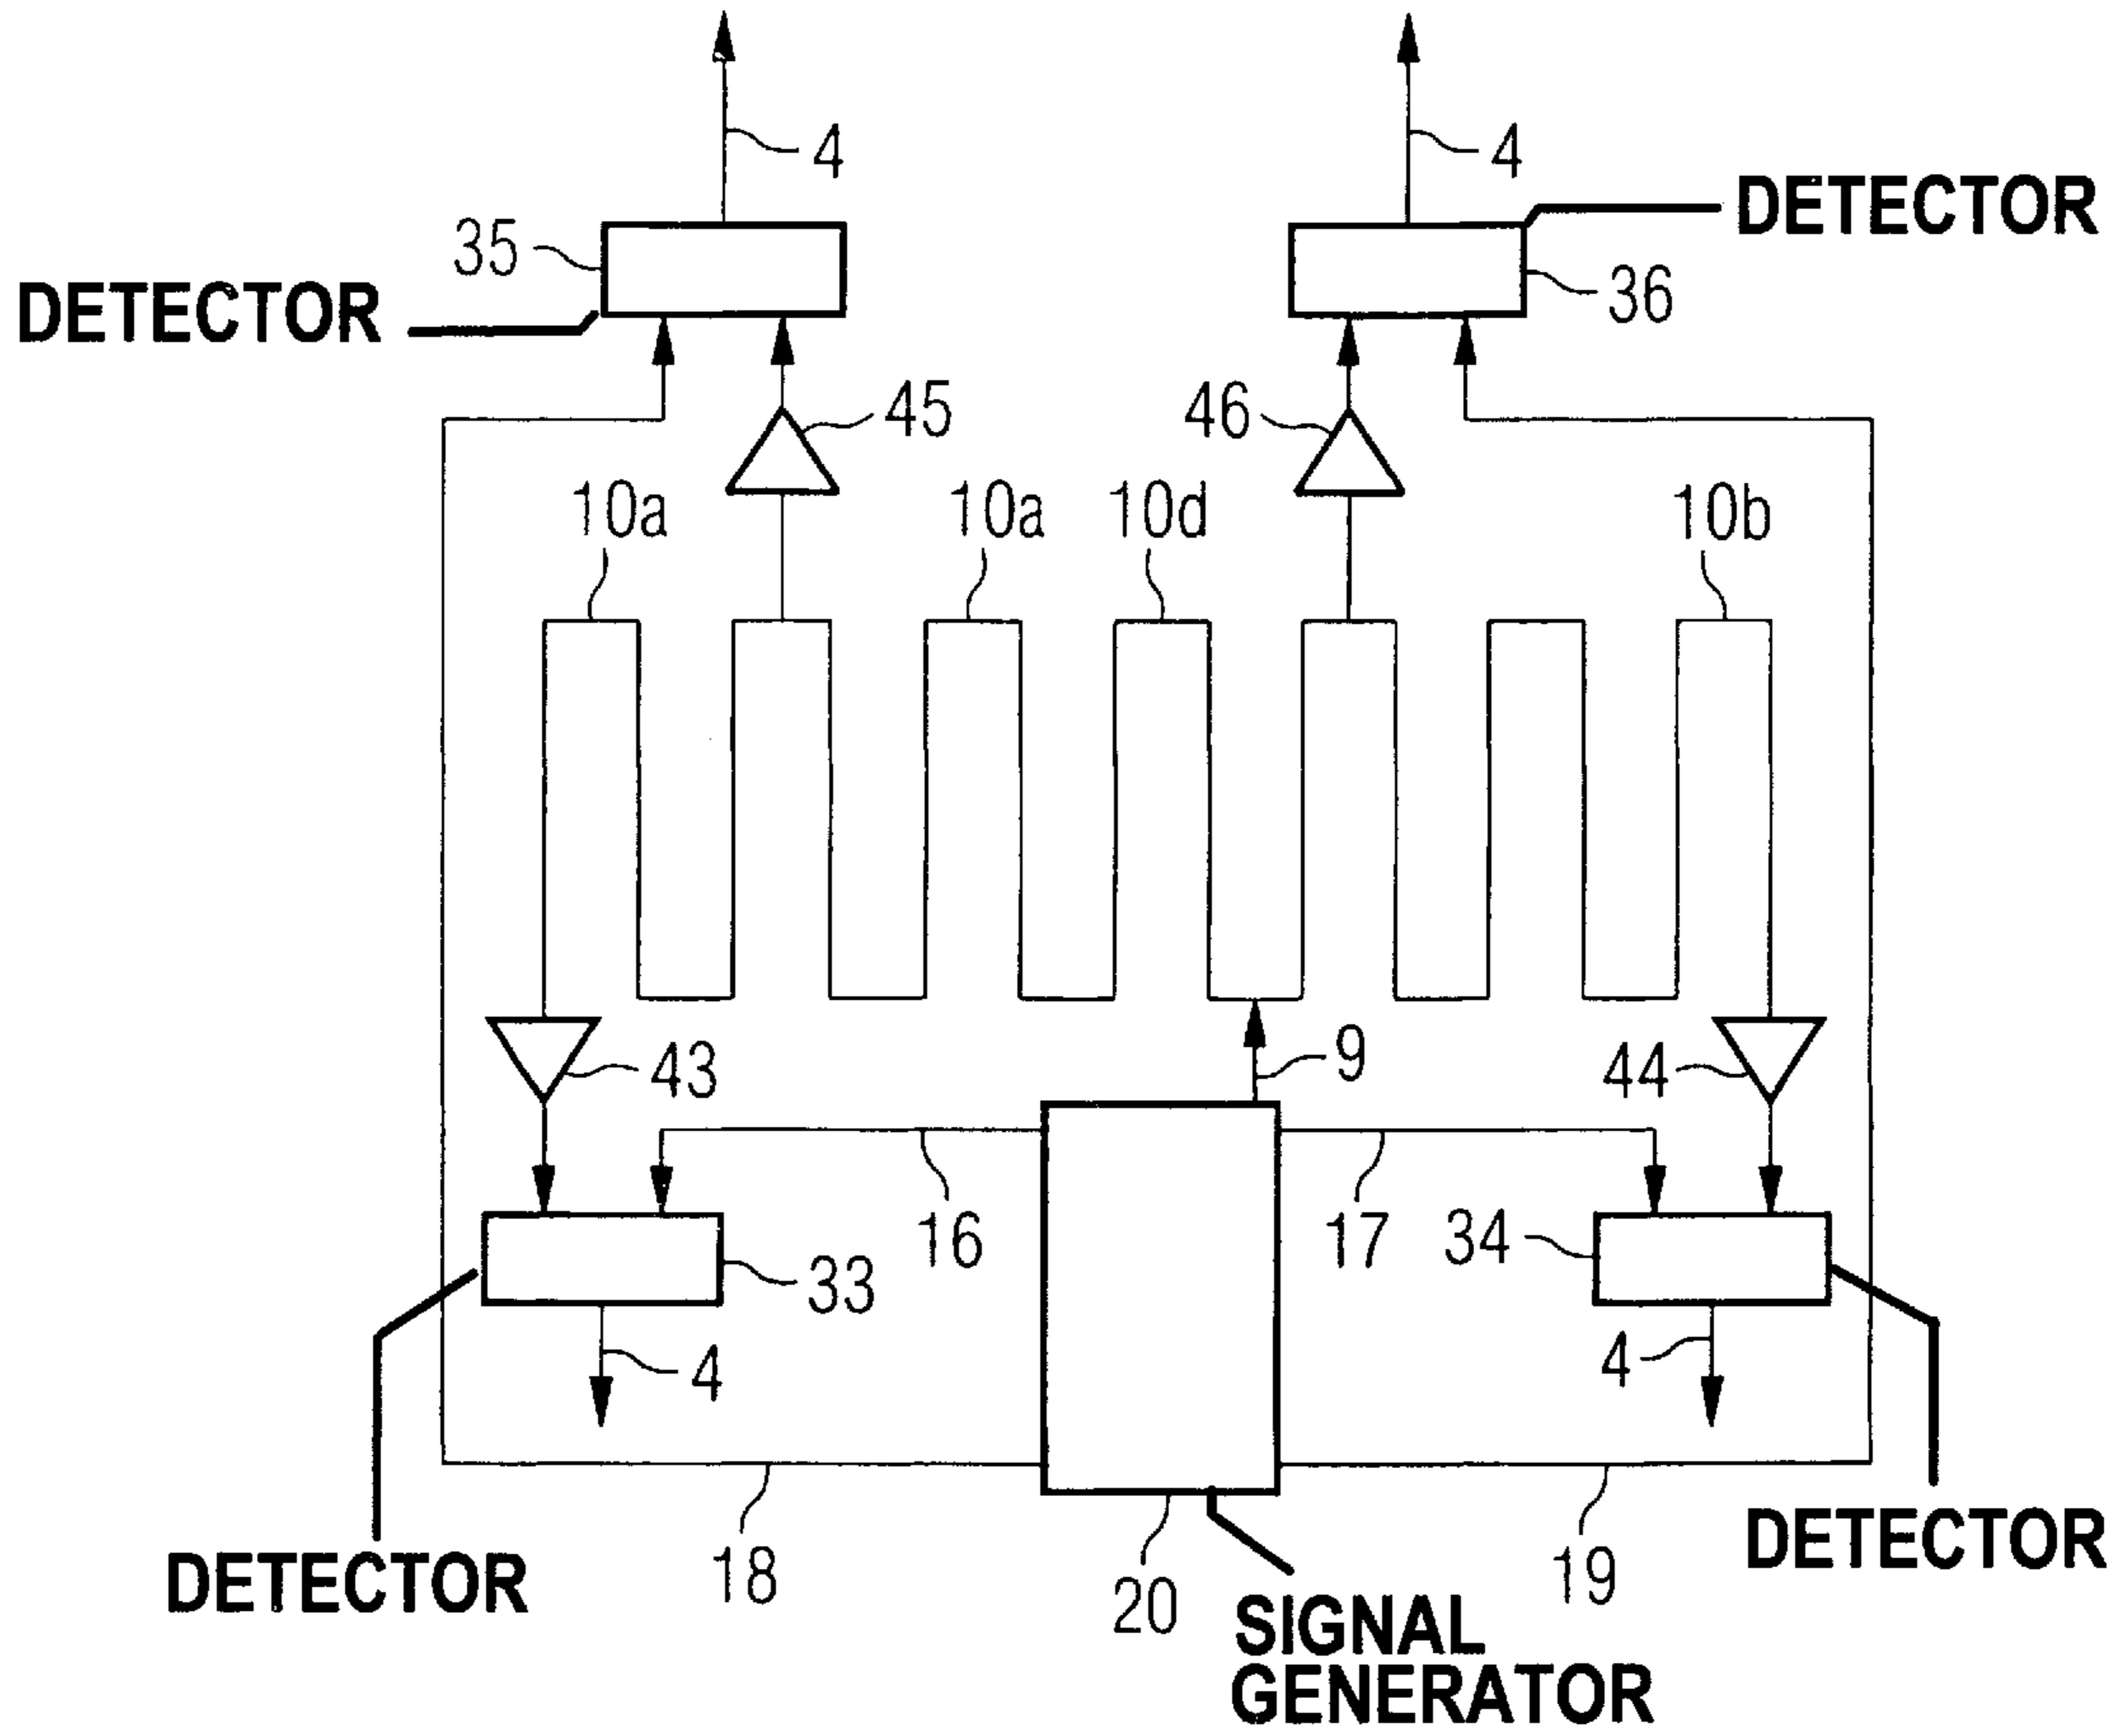 4
4
DETECTOR
35
36
DETECTOR
45
46
10a
10a
10d
10b
43
9
44
16
17
34
33
4
4
DETECTOR
18
20
19
DETECTOR
SIGNAL
GENERATOR